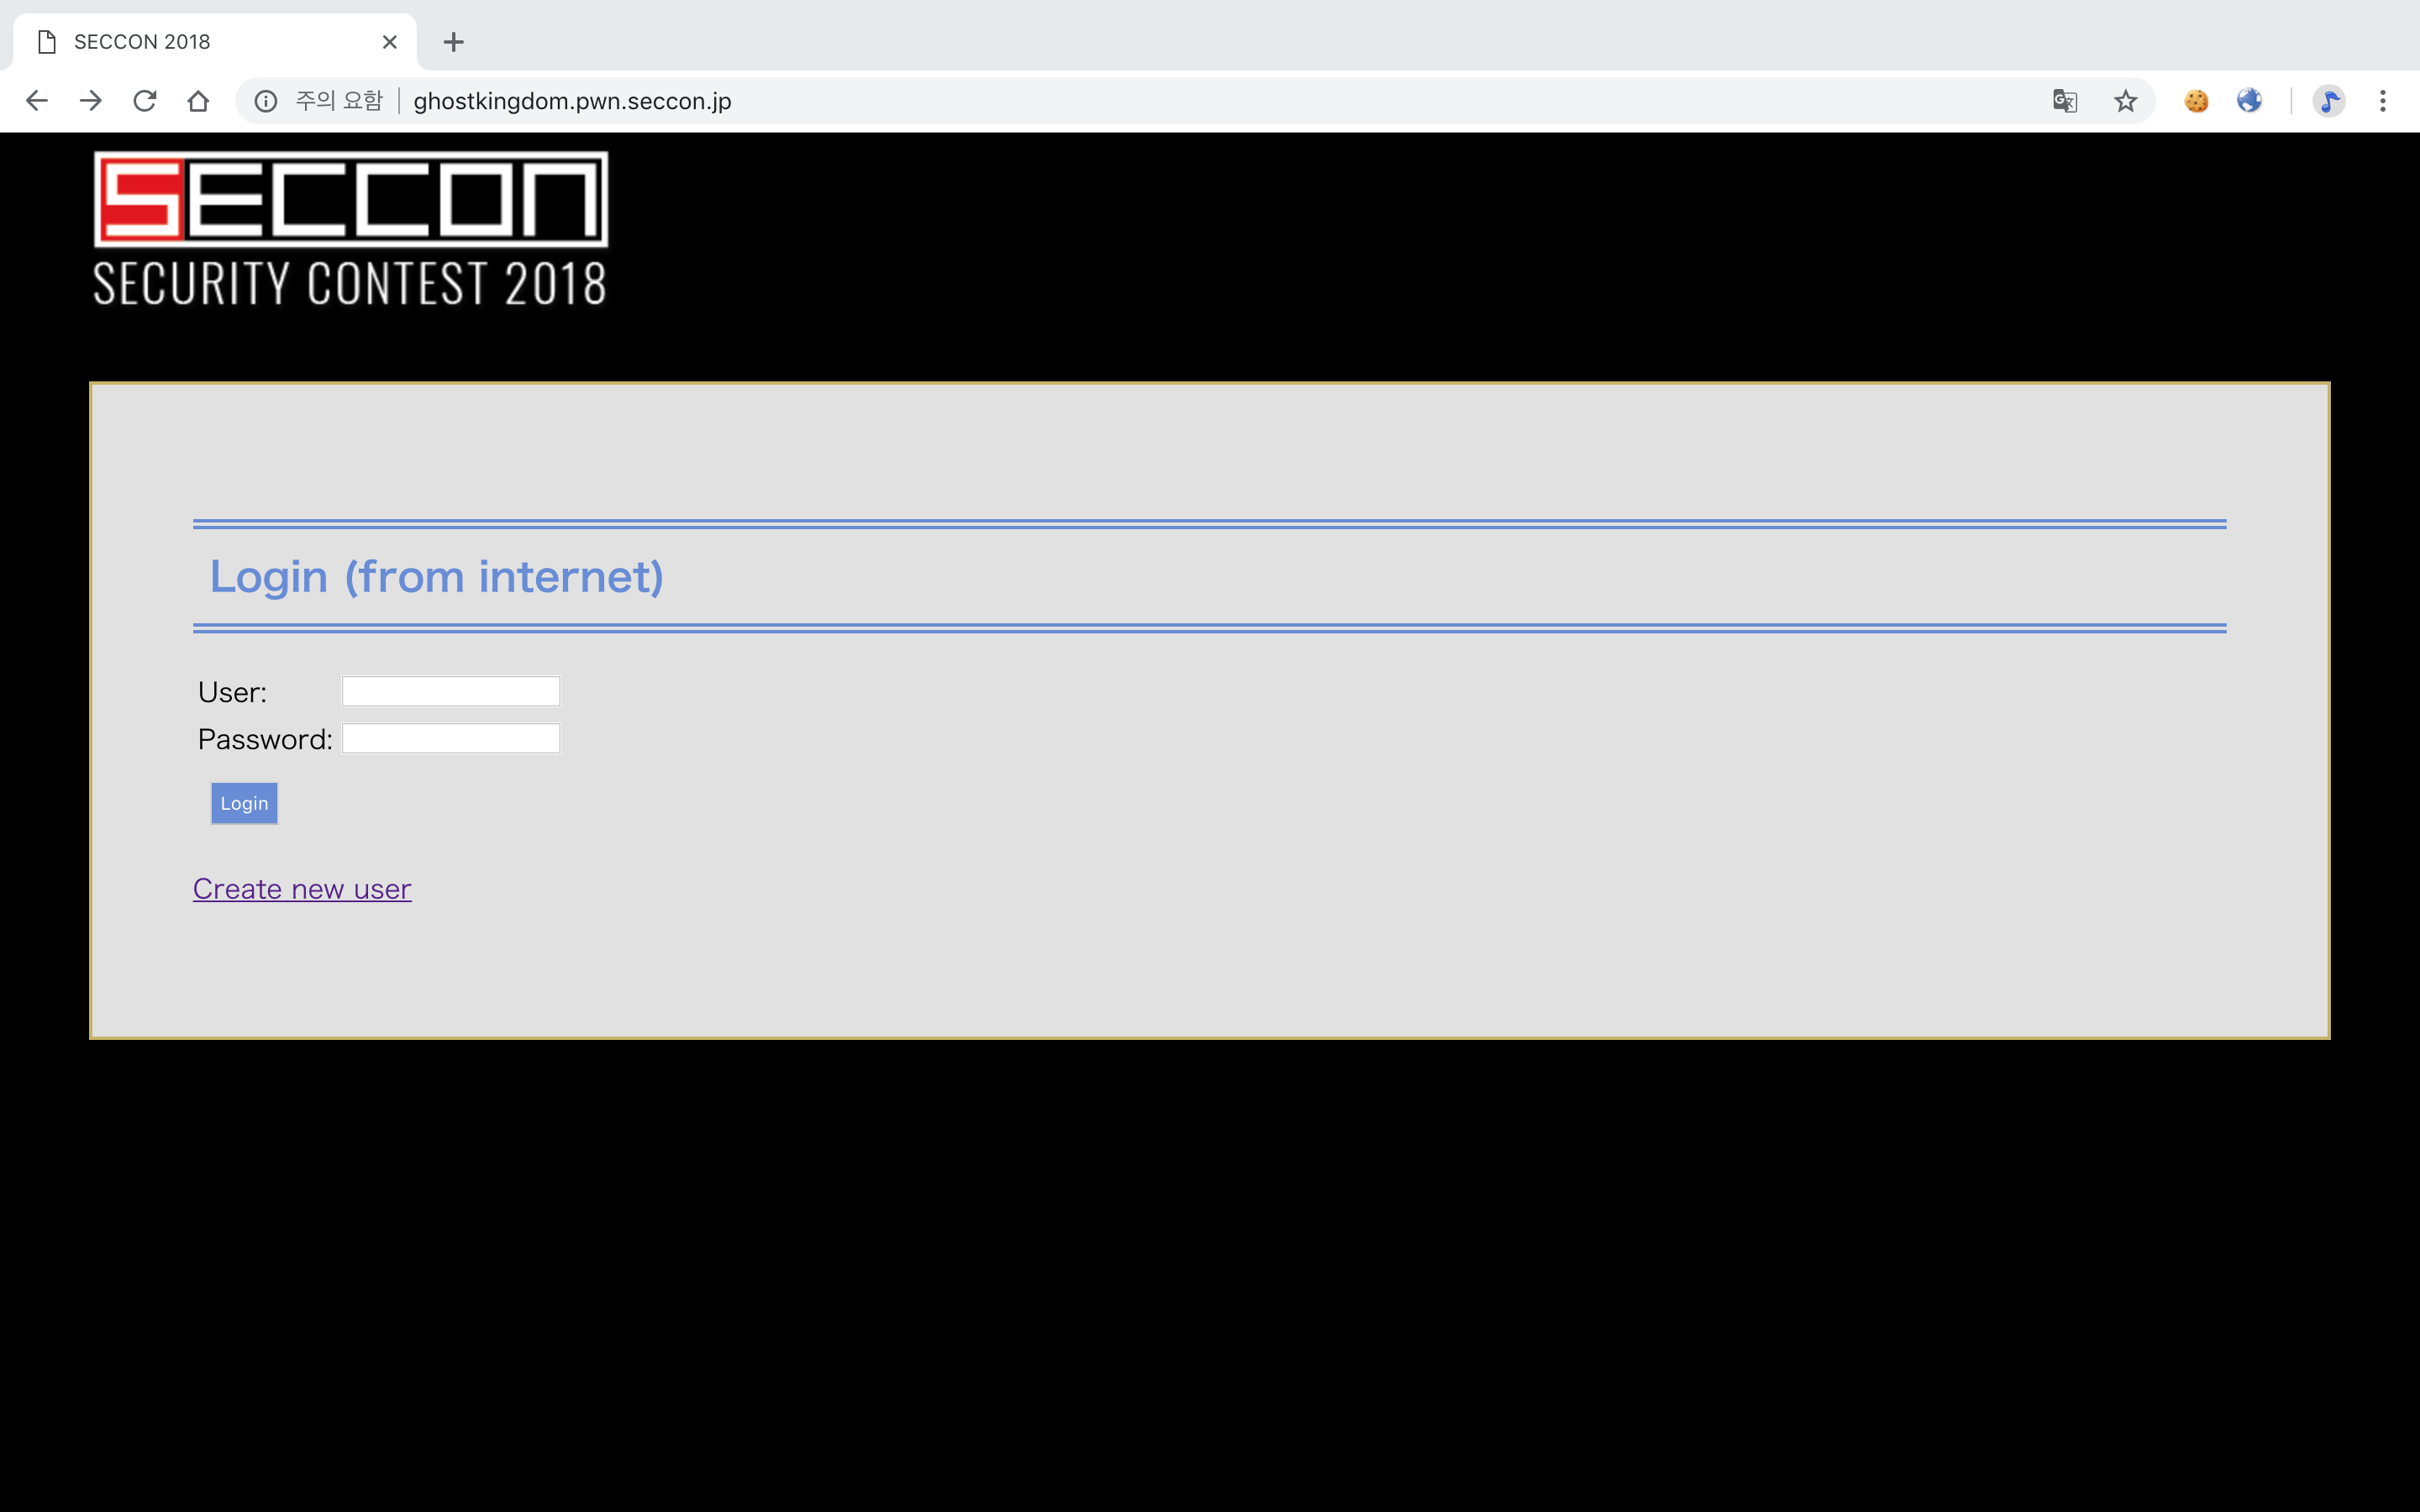 SECCON 2018
주의 요함 ghostkingdom.pwn.seccon.jp
SECCON
SECURITY CONTEST 2018
Login (from internet)
User:
Password:
Login
Create new user